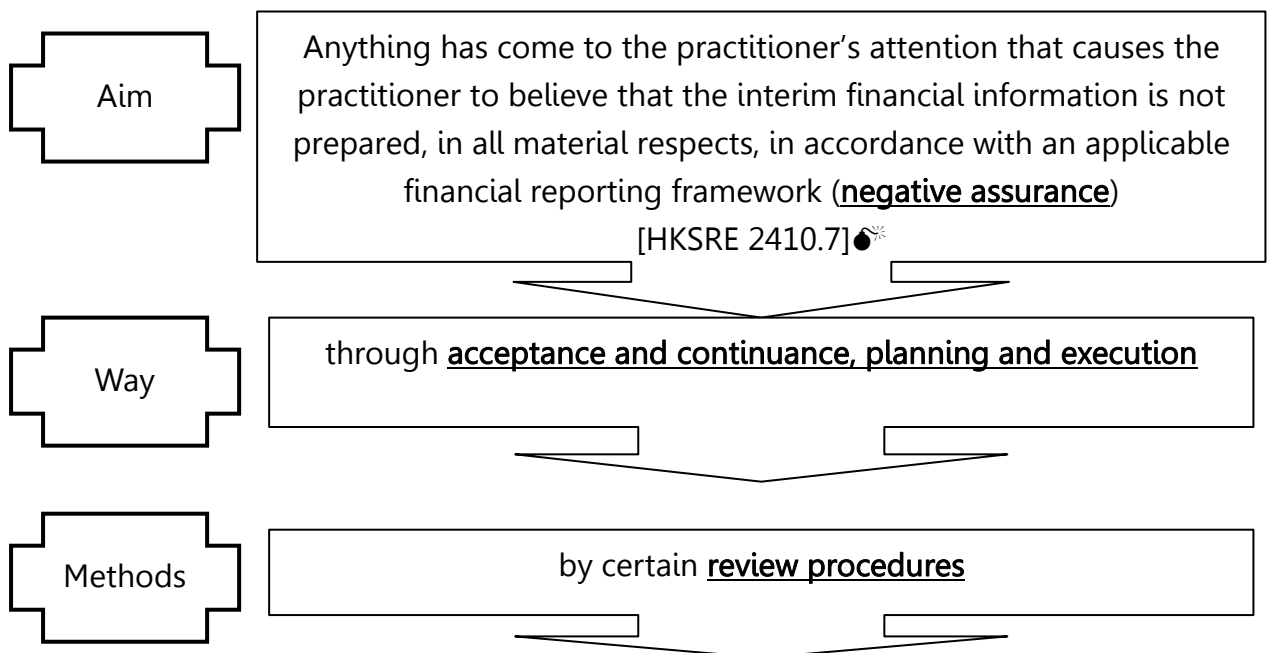 Aim
Anything has come to the practitioner’s attention that causes the
practitioner to believe that the interim financial information is not
prepared, in all material respects, in accordance with an applicable
financial reporting framework (negative assurance)
[HKSRE 2410.7]💣
Way
through acceptance and continuance, planning and execution
Methods
by certain review procedures